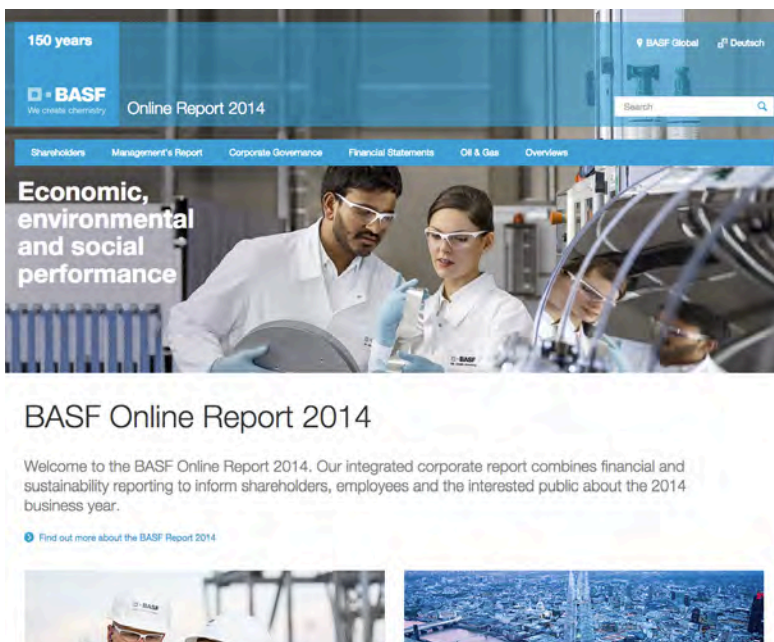 150 years
BASF Global
Deutsch
BASF
We create chemistry
Online Report 2014
Search
Shareholders
Management's Report
Corporate Governance
Financial Statements
Oil & Gas
Overviews
Economic,
environmental
and social
performance
BASF
BASF Online Report 2014
Welcome to the BASF Online Report 2014. Our integrated corporate report combines financial and
sustainability reporting to inform shareholders, employees and the interested public about the 2014
business year.
Find out more about the BASF Report 2014
BASF